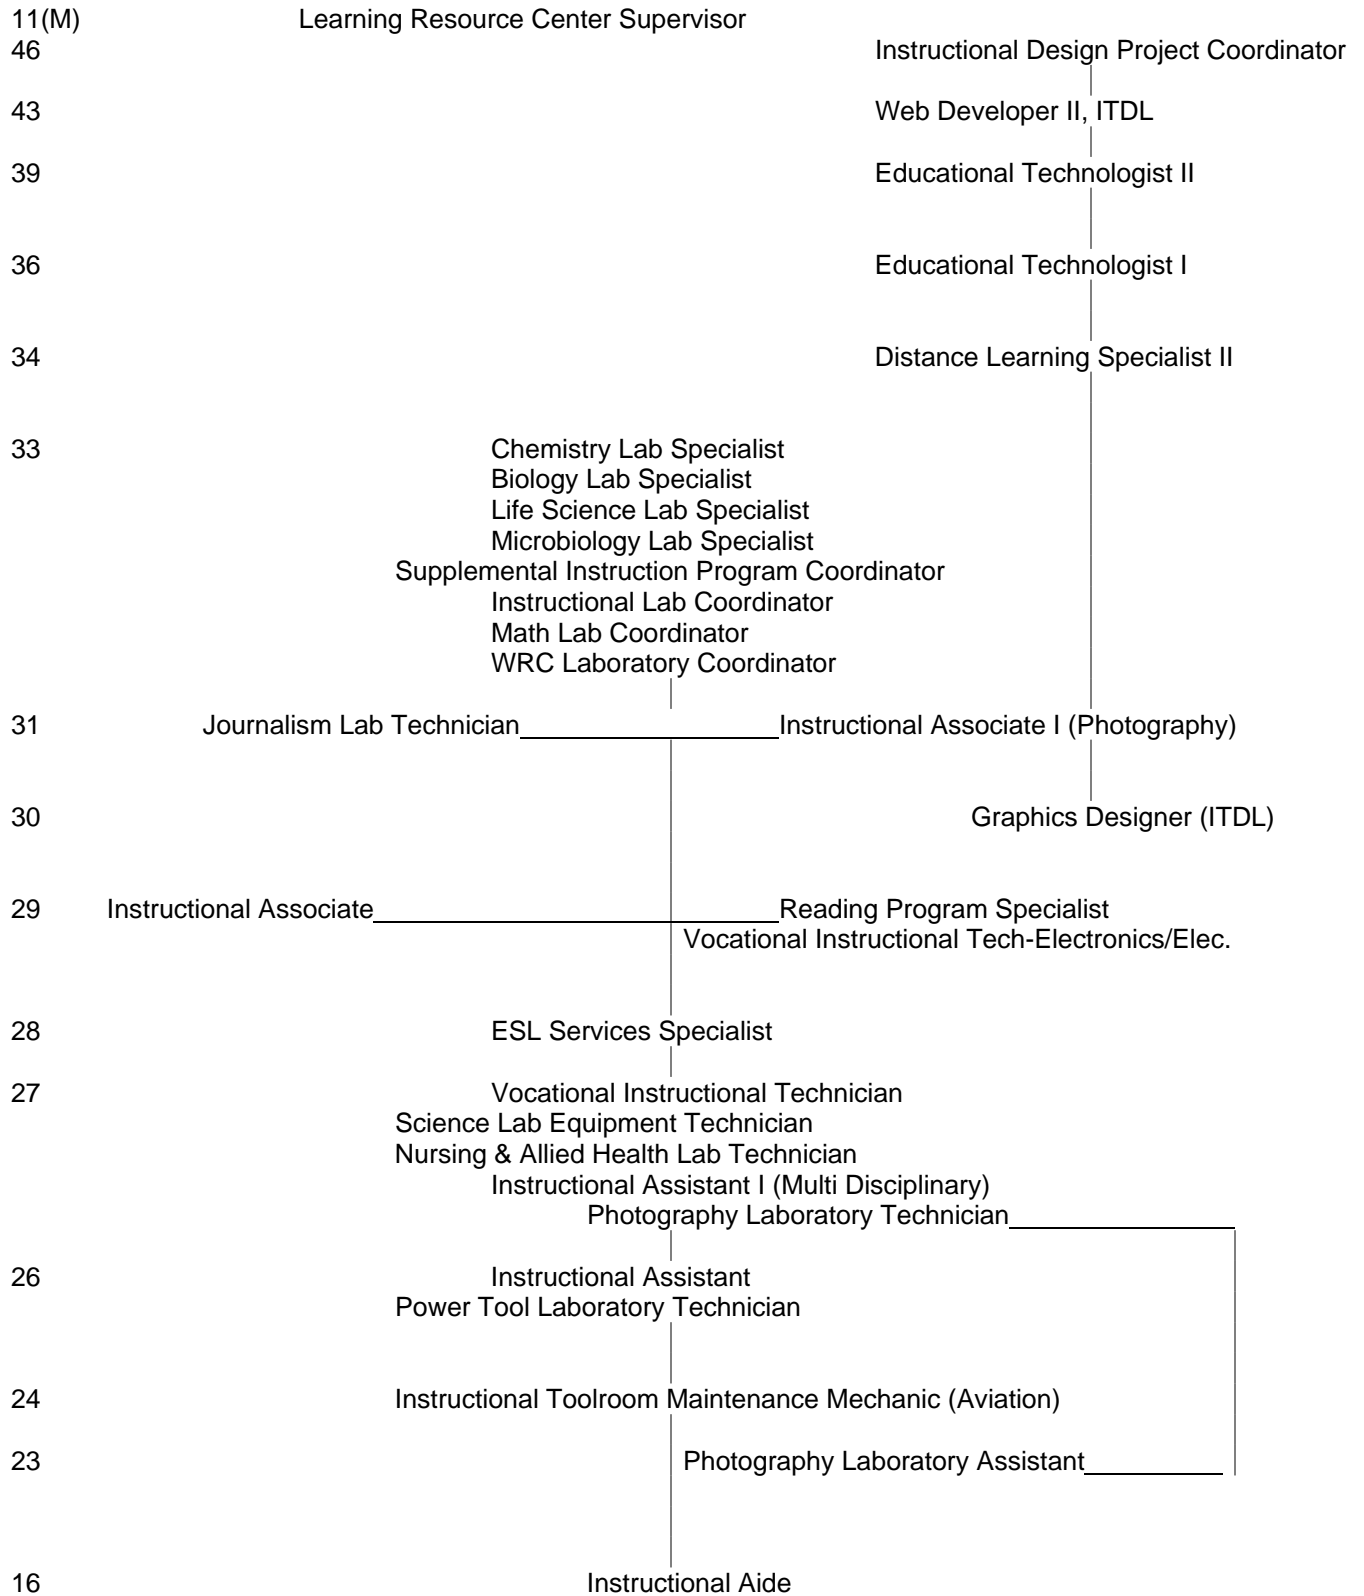 11(M) Learning Resource Center Supervisor
46 Instructional Design Project Coordinator
43 Web Developer II, ITDL
39 Educational Technologist II
36 Educational Technologist I
34 Distance Learning Specialist II
33 Chemistry Lab Specialist
Biology Lab Specialist
Life Science Lab Specialist
Microbiology Lab Specialist
Supplemental Instruction Program Coordinator
Instructional Lab Coordinator
Math Lab Coordinator
WRC Laboratory Coordinator
31 Journalism Lab Technician Instructional Associate I (Photography)
30 Graphics Designer (ITDL)
29 Instructional Associate Reading Program Specialist
Vocational Instructional Tech-Electronics/Elec.
28 ESL Services Specialist
27 Vocational Instructional Technician
Science Lab Equipment Technician
Nursing & Allied Health Lab Technician
Instructional Assistant I (Multi Disciplinary)
Photography Laboratory Technician
26 Instructional Assistant
Power Tool Laboratory Technician
24 Instructional Toolroom Maintenance Mechanic (Aviation)
23 Photography Laboratory Assistant
16 Instructional Aide